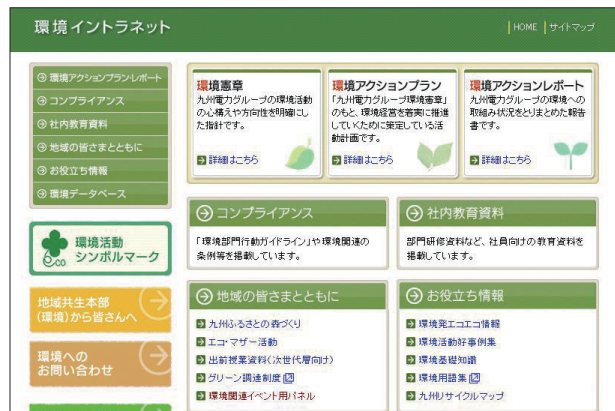 環境イントラネット
HOME
サイトマップ
環境アクションプラン・レポート
コンプライアンス
社内教育資料
地域の皆さまとともに
お役立ち情報
環境データベース
環境活動
シンボルマーク
eco
地域共生本部
(環境)から皆さんへ
環境への
お問い合わせ
環境憲章
九州電力グループの環境活動
の心構えや方向性を明確にし
た指針です。
詳細はこちら
環境アクションプラン
「九州電力グループ環境憲章」
のもと、環境経営を着実に推進
していくために策定している活
動計画です。
詳細はこちら
環境アクションレポート
九州電力グループの環境への
取組み状況をとりまとめた報告
書です。
詳細はこちら
コンプライアンス
「環境部門行動ガイドライン」や環境関連の
条例等を掲載しています。
社内教育資料
部門研修資料など、社員向けの教育資料を
掲載しています。
地域の皆さまとともに
九州ふるさとの森づくり
エコ・マザー活動
出前授業資料(次世代層向け)
グリーン調達制度
環境関連イベント用パネル
お役立ち情報
環境発エコエコ情報
環境活動好事例集
環境基礎知識
環境用語集
九州リサイクルマップ